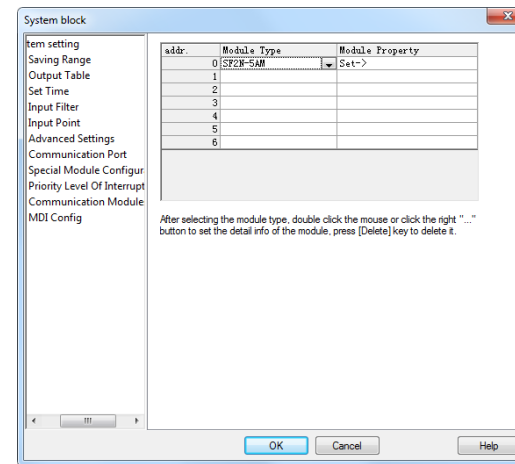 System block
tem setting
Saving Range
Output Table
Set Time
Input Filter
Input Point
Advanced Settings
Communication Port
Special Module Configur
Priority Level Of Interrupt
Communication Module
MDI Config
addr. Module Type Module Property
0 SF2N-5AM Set->
1
2
3
4
5
6
After selecting the module type, double click the mouse or click the right "..."
button to set the detail info of the module, press [Delete] key to delete it.
OK Cancel Help